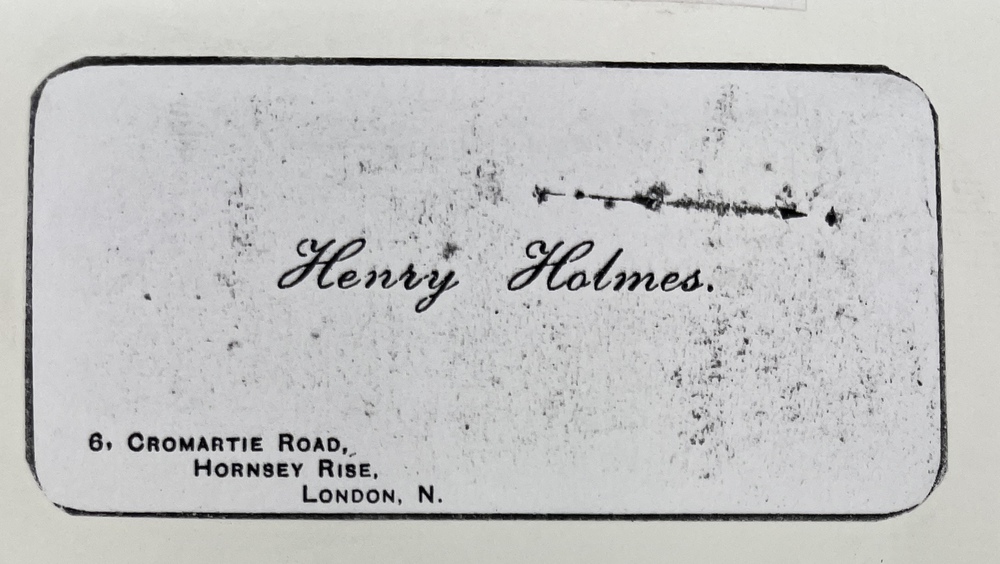 Henry Holmes.
6, CROMARTIE ROAD,
HORNSEY RISE,
LONDON, N.